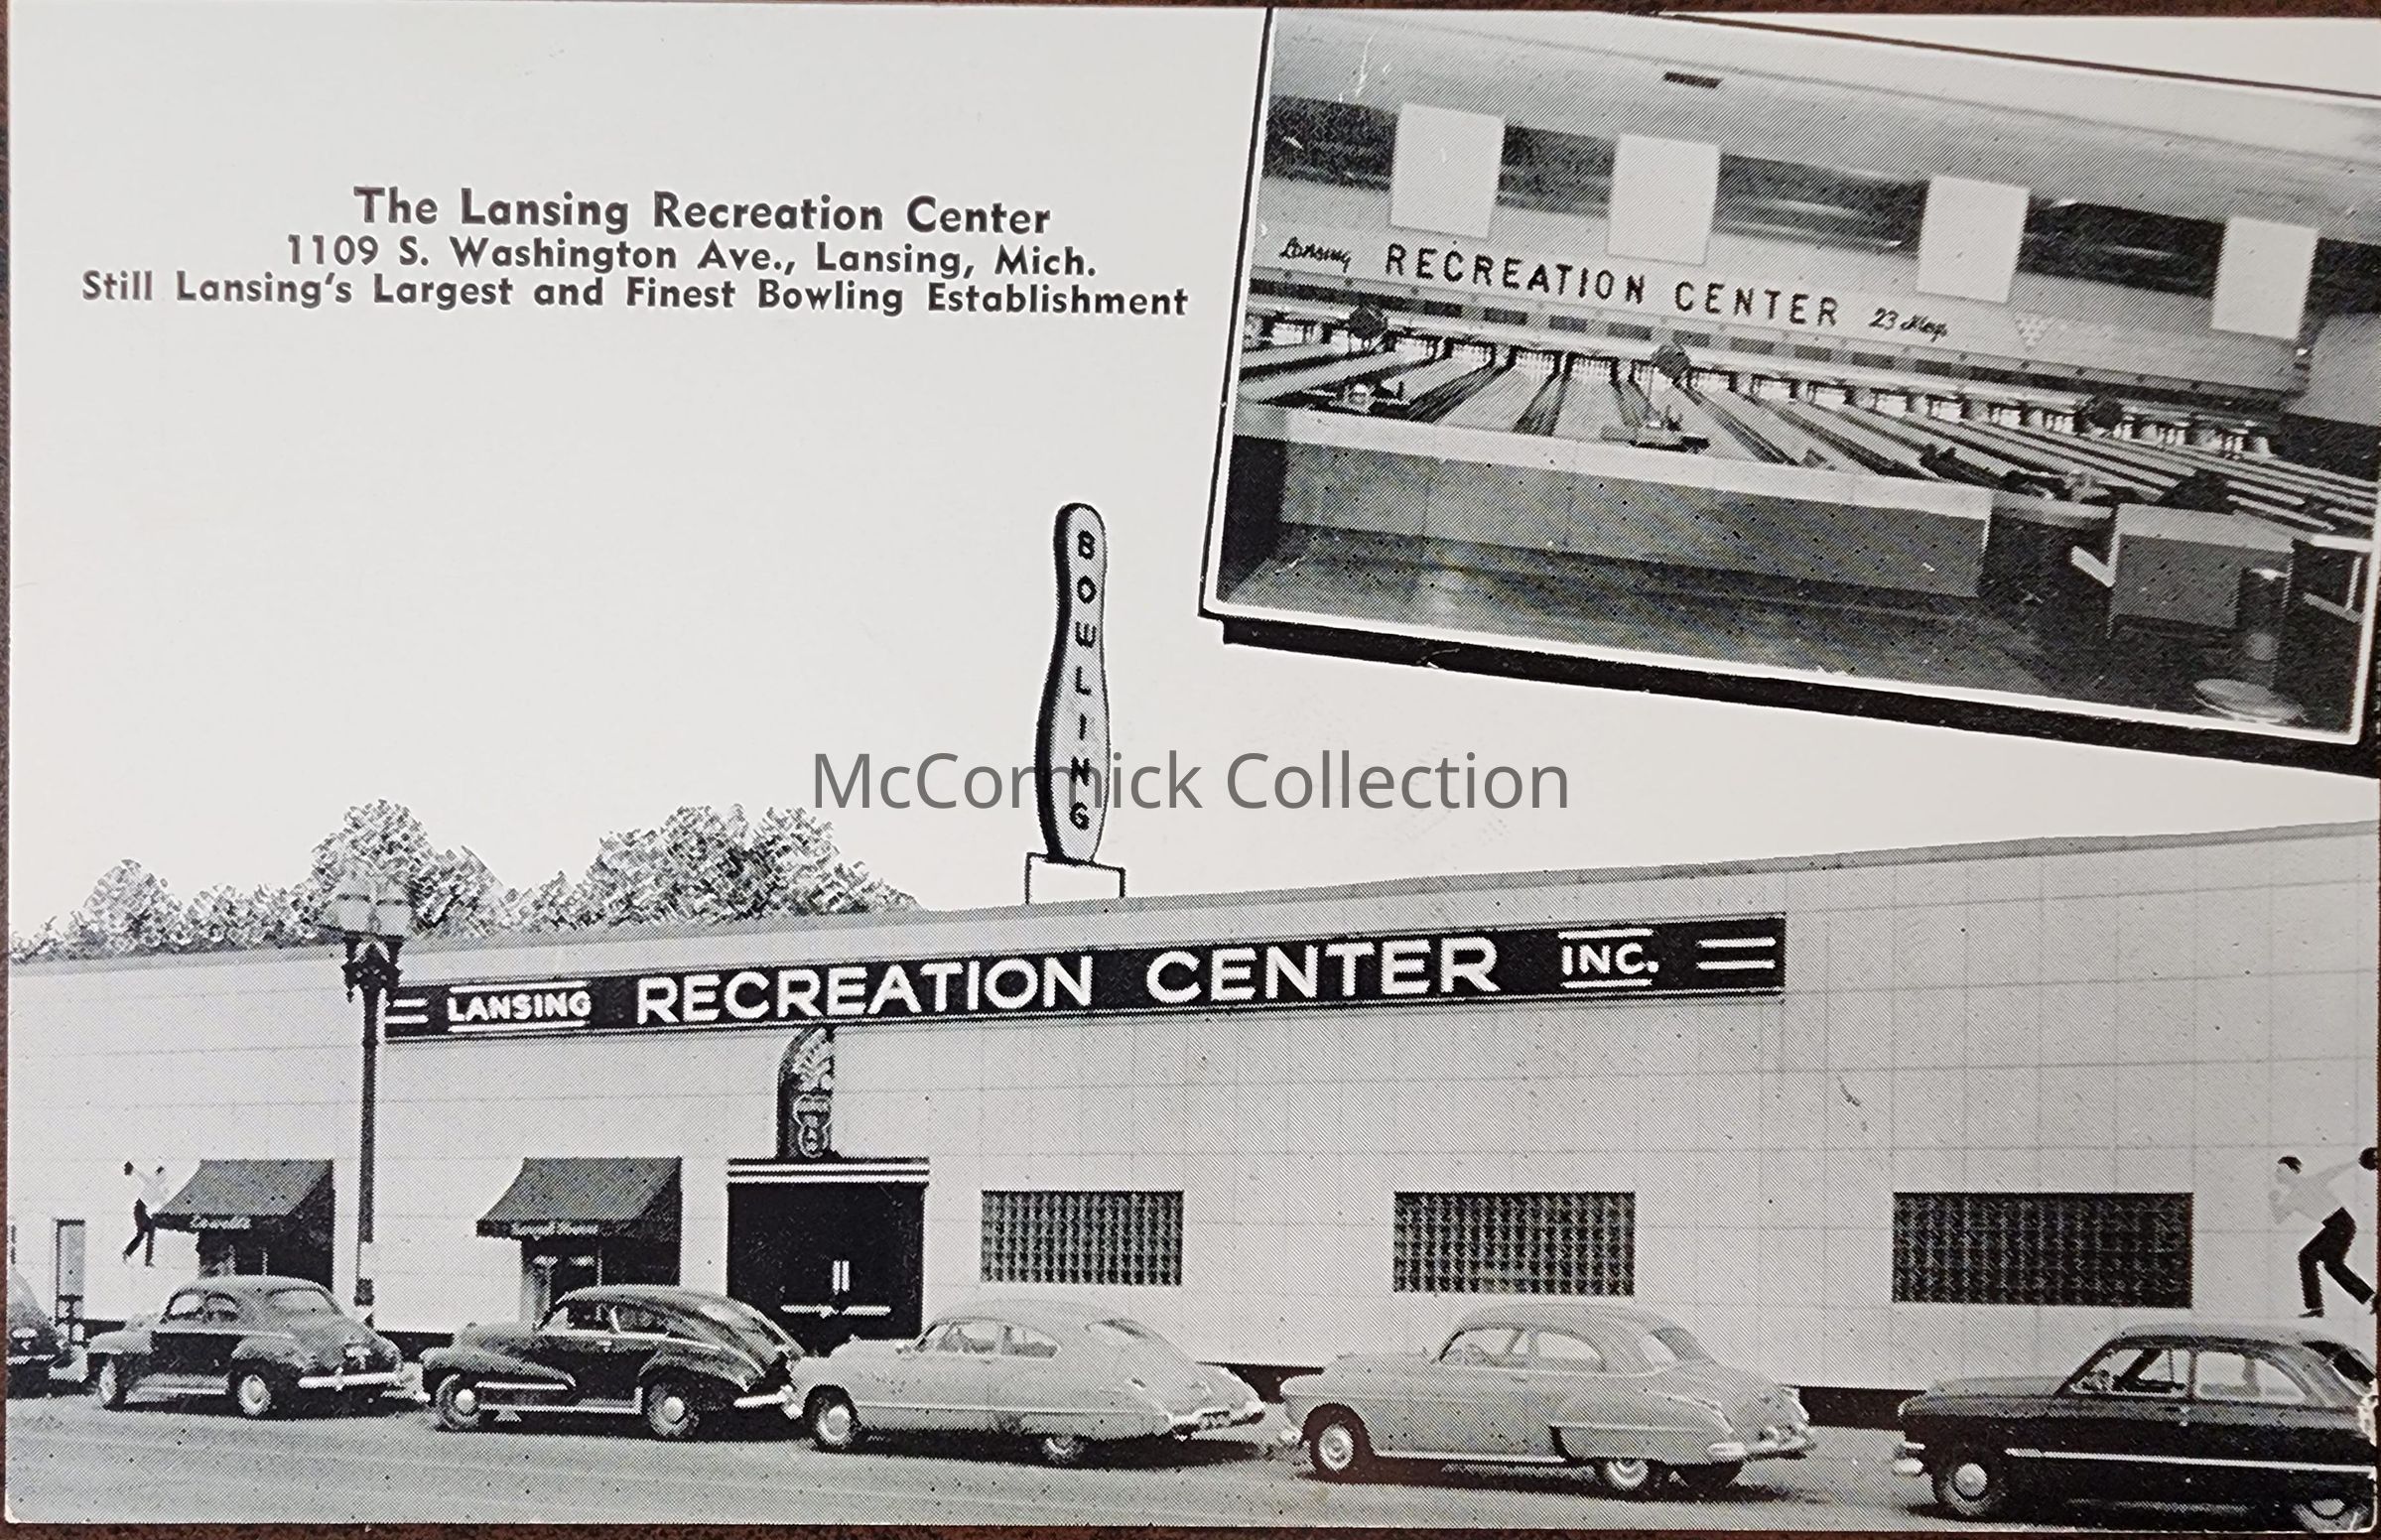 The Lansing Recreation Center
1109 S. Washington Ave., Lansing, Mich.
Still Lansing's Largest and Finest Bowling Establishment
Lansing RECREATION CENTER 23
BOWLING
McCormick Collection
LANSING RECREATION CENTER INC.